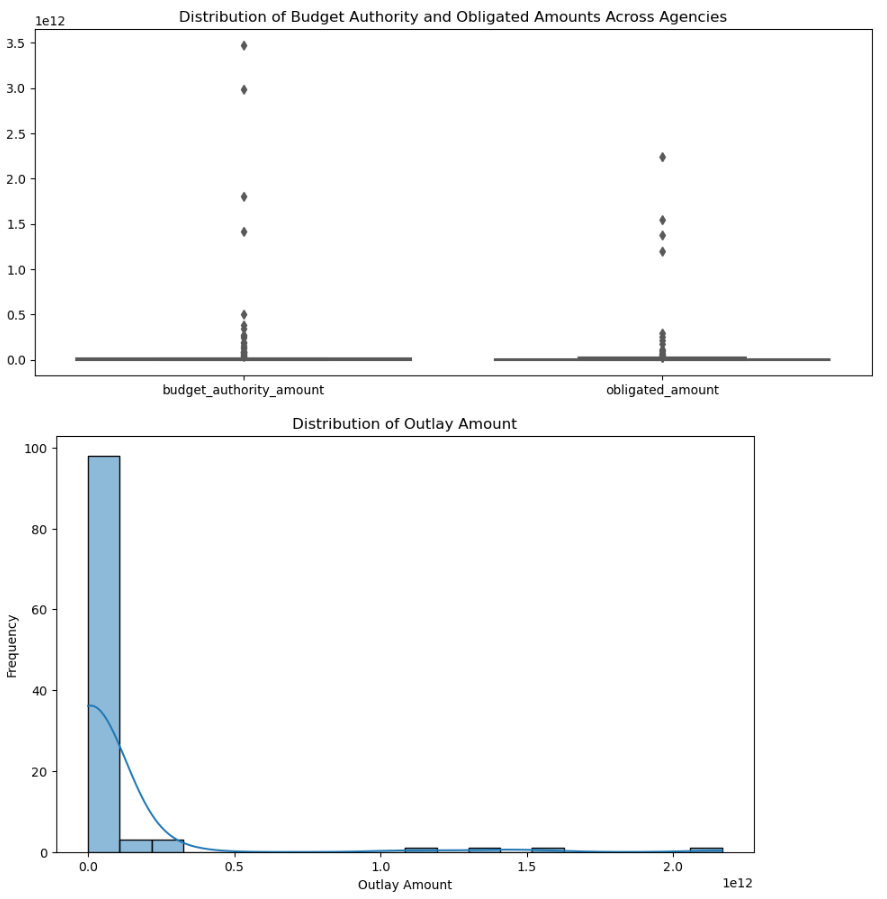 Distribution of Budget Authority and Obligated Amounts Across Agencies
1e12
3.5
3.0
2.5
2.0
1.5
1.0
0.5
0.0
budget_authority_amount obligated_amount
Distribution of Outlay Amount
100
80
60
40
20
0
Frequency
0.0 0.5 1.0 1.5 2.0
1e12
Outlay Amount